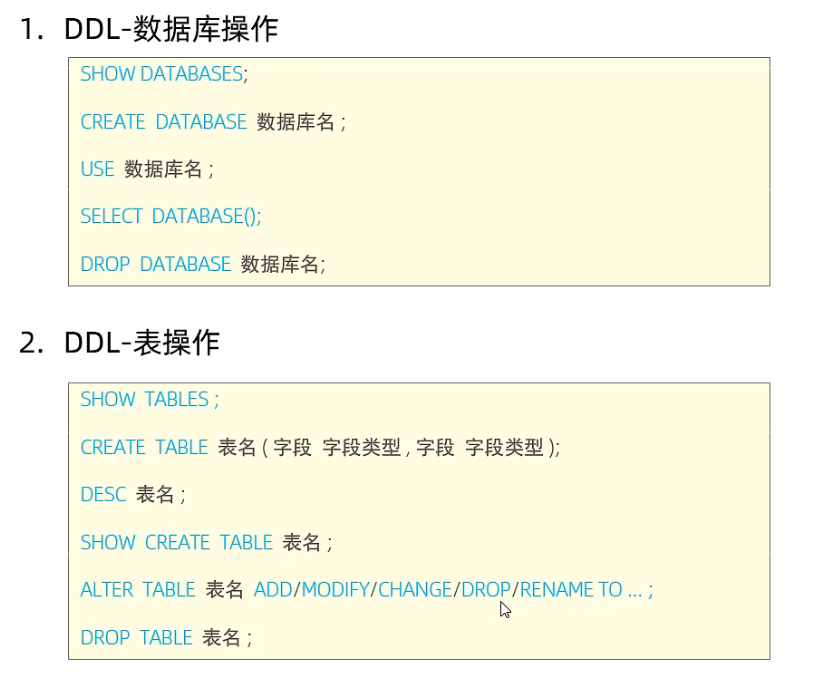 1. DDL-数据库操作
SHOW DATABASES;
CREATE DATABASE 数据库名 ;
USE 数据库名 ;
SELECT DATABASE();
DROP DATABASE 数据库名;
2. DDL-表操作
SHOW TABLES ;
CREATE TABLE 表名 ( 字段 字段类型 , 字段 字段类型 );
DESC 表名 ;
SHOW CREATE TABLE 表名 ;
ALTER TABLE 表名 ADD/MODIFY/CHANGE/DROP/RENAME TO ... ;
DROP TABLE 表名 ;